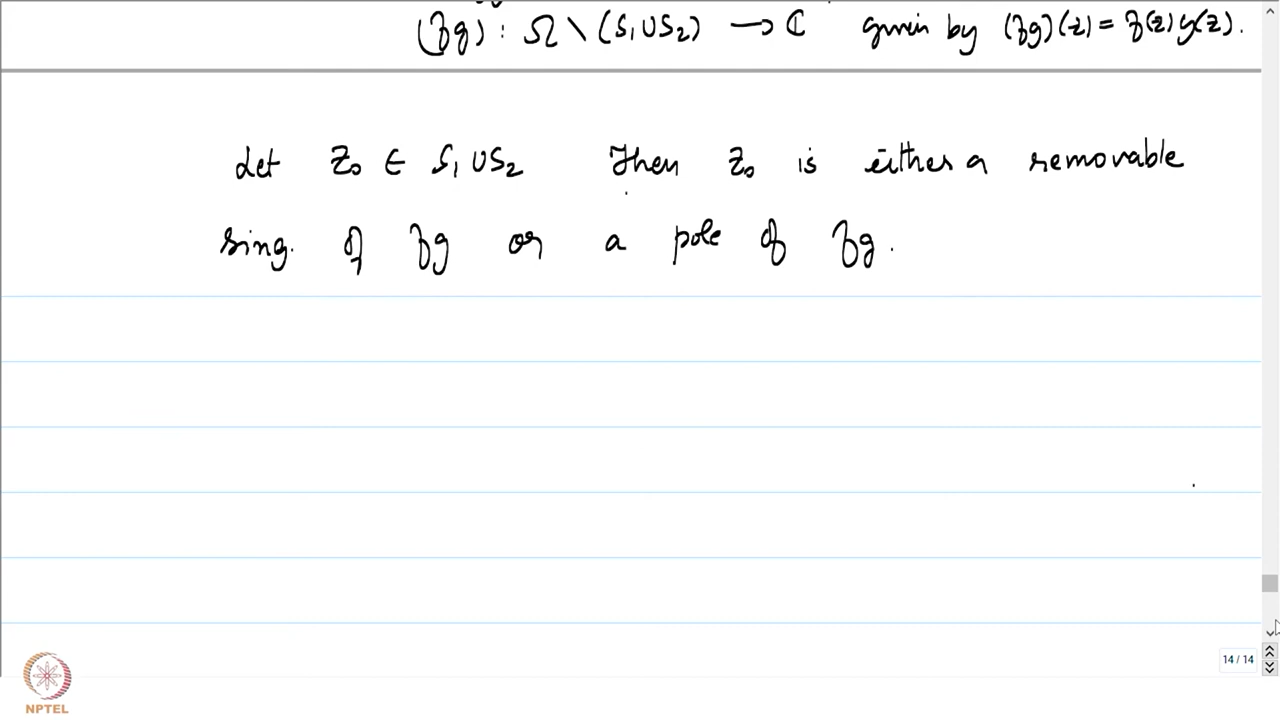 (fg) : Ω \ (S₁ ∪ S₂) → ℂ given by (fg)(z) = f(z) g(z).
Let z₀ ∈ S₁ ∪ S₂ Then z₀ is either a removable
sing. of fg or a pole of fg.
14 / 14
NPTEL